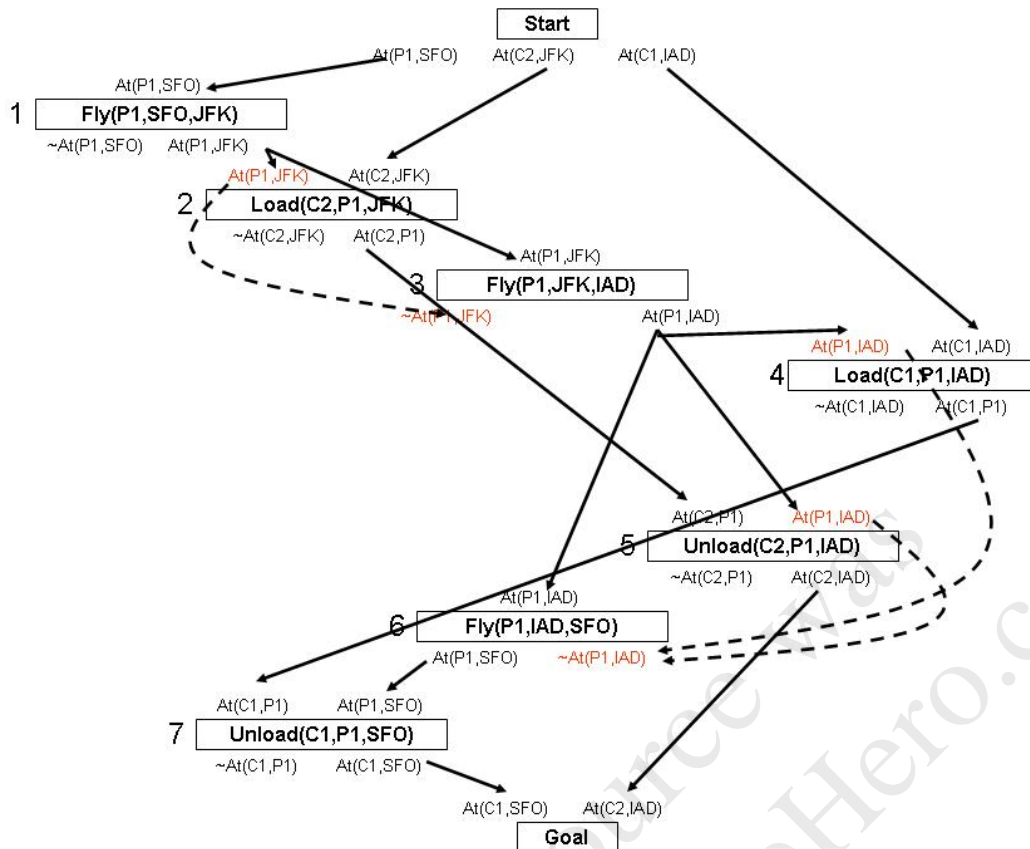 Start
At(P1,SFO) At(C2,JFK) At(C1,IAD)
At(P1,SFO)
1 Fly(P1,SFO,JFK)
~At(P1,SFO) At(P1,JFK)
At(P1,JFK) At(C2,JFK)
2 Load(C2,P1,JFK)
~At(C2,JFK) At(C2,P1)
At(P1,JFK)
3 Fly(P1,JFK,IAD)
~At(P1,JFK) At(P1,IAD)
At(P1,IAD) At(C1,IAD)
4 Load(C1,P1,IAD)
~At(C1,IAD) At(C1,P1)
At(C2,P1) At(P1,IAD)
5 Unload(C2,P1,IAD)
~At(C2,P1) At(C2,IAD)
At(P1,IAD)
6 Fly(P1,IAD,SFO)
At(P1,SFO) ~At(P1,IAD)
At(C1,P1) At(P1,SFO)
7 Unload(C1,P1,SFO)
~At(C1,P1) At(C1,SFO)
At(C1,SFO) At(C2,IAD)
Goal
was